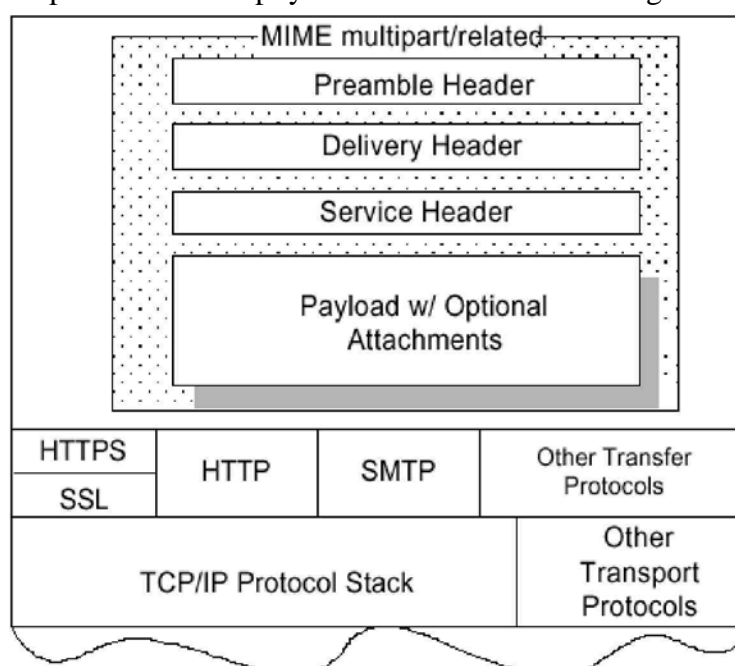 MIME multipart/related
Preamble Header
Delivery Header
Service Header
Payload w/ Optional
Attachments
HTTPS
SSL
HTTP
SMTP
Other Transfer
Protocols
TCP/IP Protocol Stack
Other
Transport
Protocols